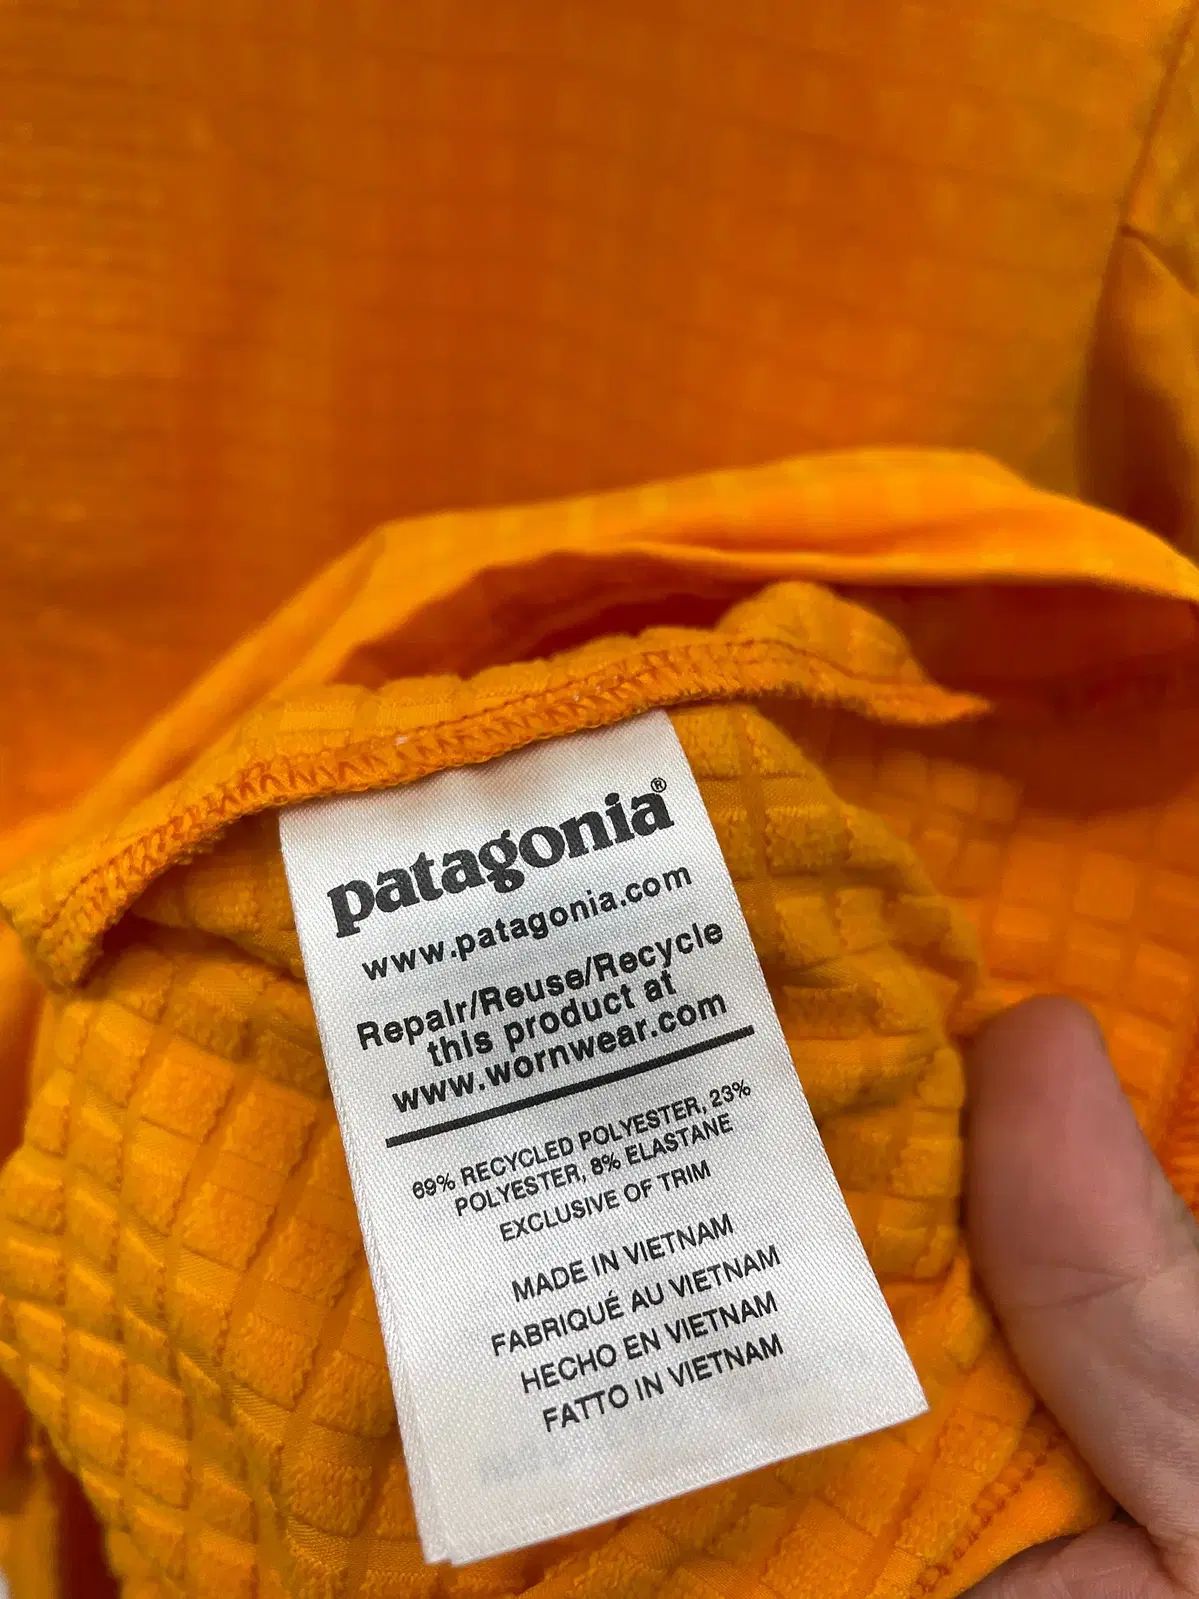 patagonia®
www.patagonia.com
Repair/Reuse/Recycle
this product at
www.wornwear.com
69% RECYCLED POLYESTER, 23%
POLYESTER, 8% ELASTANE
EXCLUSIVE OF TRIM
MADE IN VIETNAM
FABRIQUÉ AU VIETNAM
HECHO EN VIETNAM
FATTO IN VIETNAM